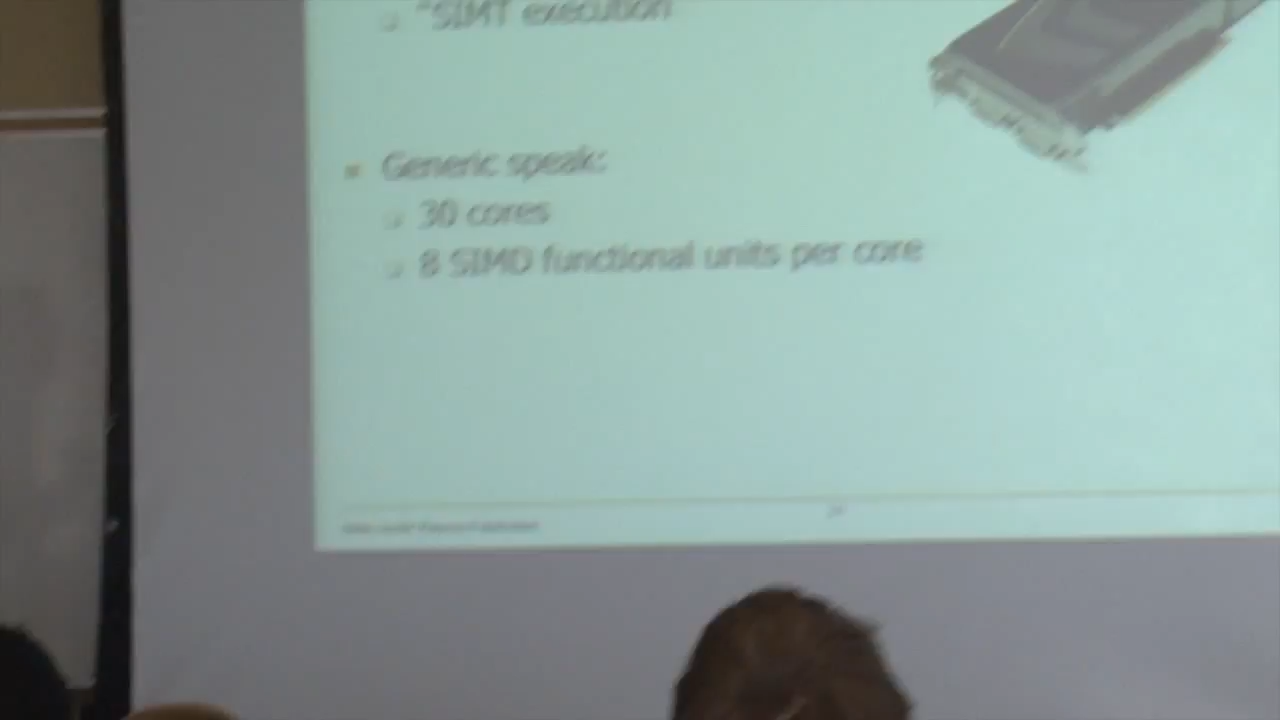 "SIMT execution
Generic speak:
30 cores
8 SIMD functional units per core